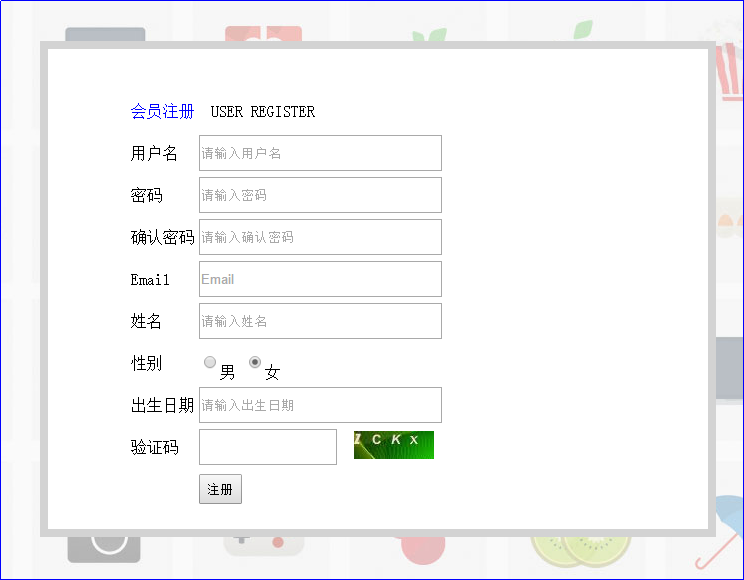 会员注册 USER REGISTER
用户名 请输入用户名
密码 请输入密码
确认密码 请输入确认密码
Email Email
姓名 请输入姓名
性别 男 女
出生日期 请输入出生日期
验证码 ZCKx
注册